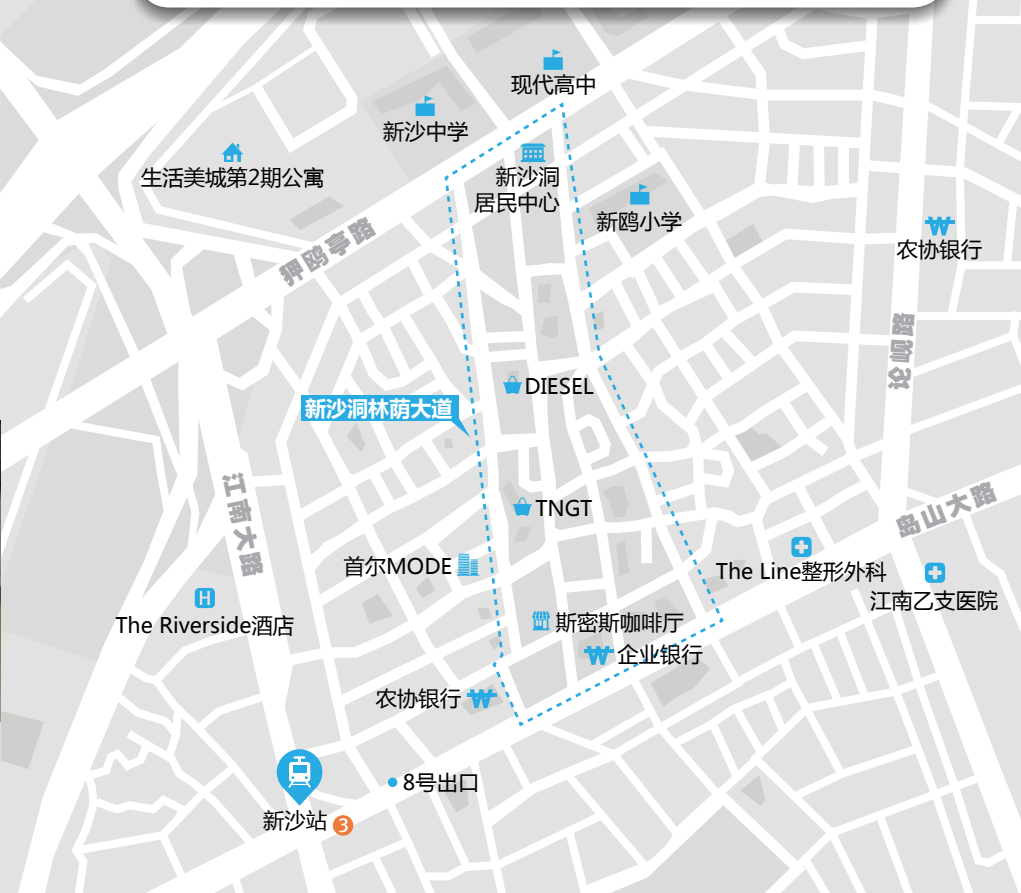 现代高中
新沙中学
新沙洞
居民中心
生活美城第2期公寓
新鸥小学
农协银行
狎鸥亭路
论岘路
DIESEL
新沙洞林荫大道
江南大路
TNGT
岛山大路
首尔MODE
The Line整形外科
江南乙支医院
H
The Riverside酒店
斯密斯咖啡厅
企业银行
农协银行
8号出口
新沙站 3